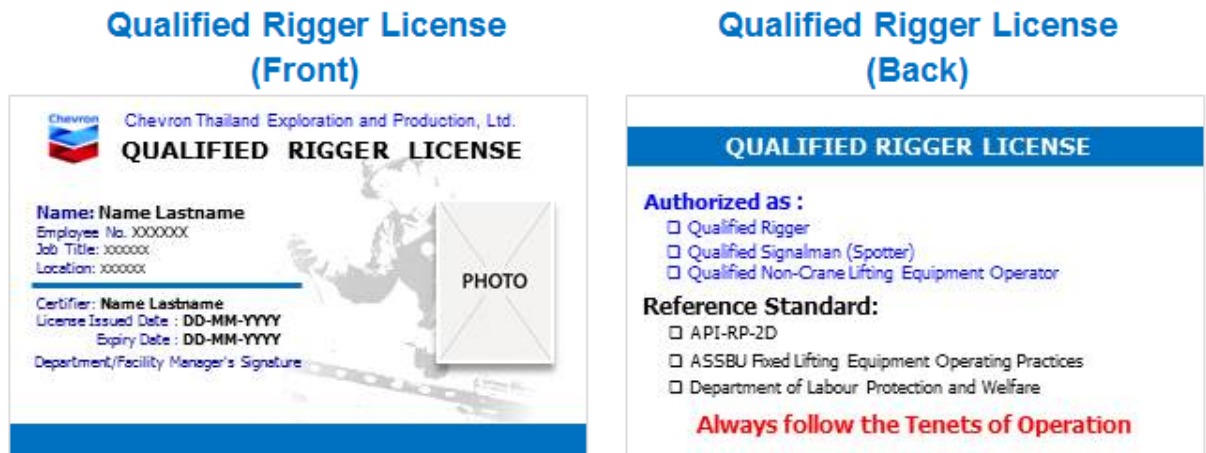 Qualified Rigger License
(Front)
Chevron
Chevron Thailand Exploration and Production, Ltd.
QUALIFIED RIGGER LICENSE
Name: Name Lastname
Employee No. XXXXXX
Job Title: xxxxxx
Location: xxxxxx
PHOTO
Certifier: Name Lastname
License Issued Date : DD-MM-YYYY
Expiry Date : DD-MM-YYYY
Department/Facility Manager's Signature
Qualified Rigger License
(Back)
QUALIFIED RIGGER LICENSE
Authorized as :
☐ Qualified Rigger
☐ Qualified Signalman (Spotter)
☐ Qualified Non-Crane Lifting Equipment Operator
Reference Standard:
☐ API-RP-2D
☐ ASSBU Fixed Lifting Equipment Operating Practices
☐ Department of Labour Protection and Welfare
Always follow the Tenets of Operation